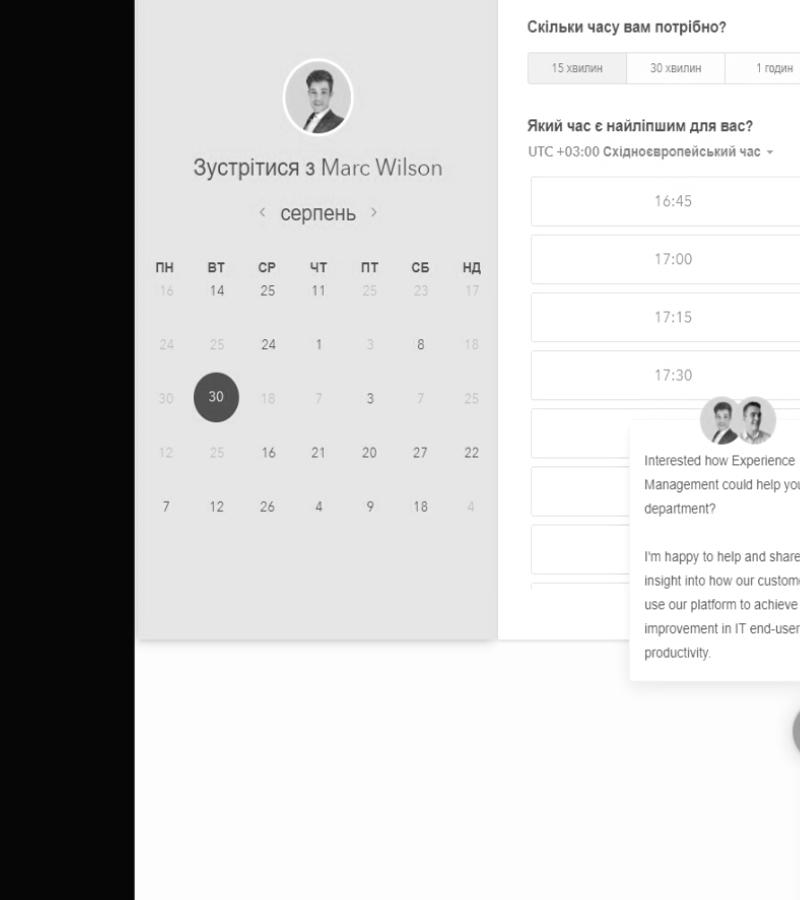 Зустрітися з Marc Wilson
серпень
ПН ВТ СР ЧТ ПТ СБ НД
16 14 25 11 25 23 17
24 25 24 1 3 8 18
30 30 18 7 3 7 25
12 25 16 21 20 27 22
7 12 26 4 9 18 4
Скільки часу вам потрібно?
15 хвилин 30 хвилин 1 годин
Який час є найліпшим для вас?
UTC +03:00 Східноєвропейський час
16:45
17:00
17:15
17:30
Interested how Experience
Management could help you
department?
I'm happy to help and share
insight into how our custome
use our platform to achieve
improvement in IT end-user
productivity.